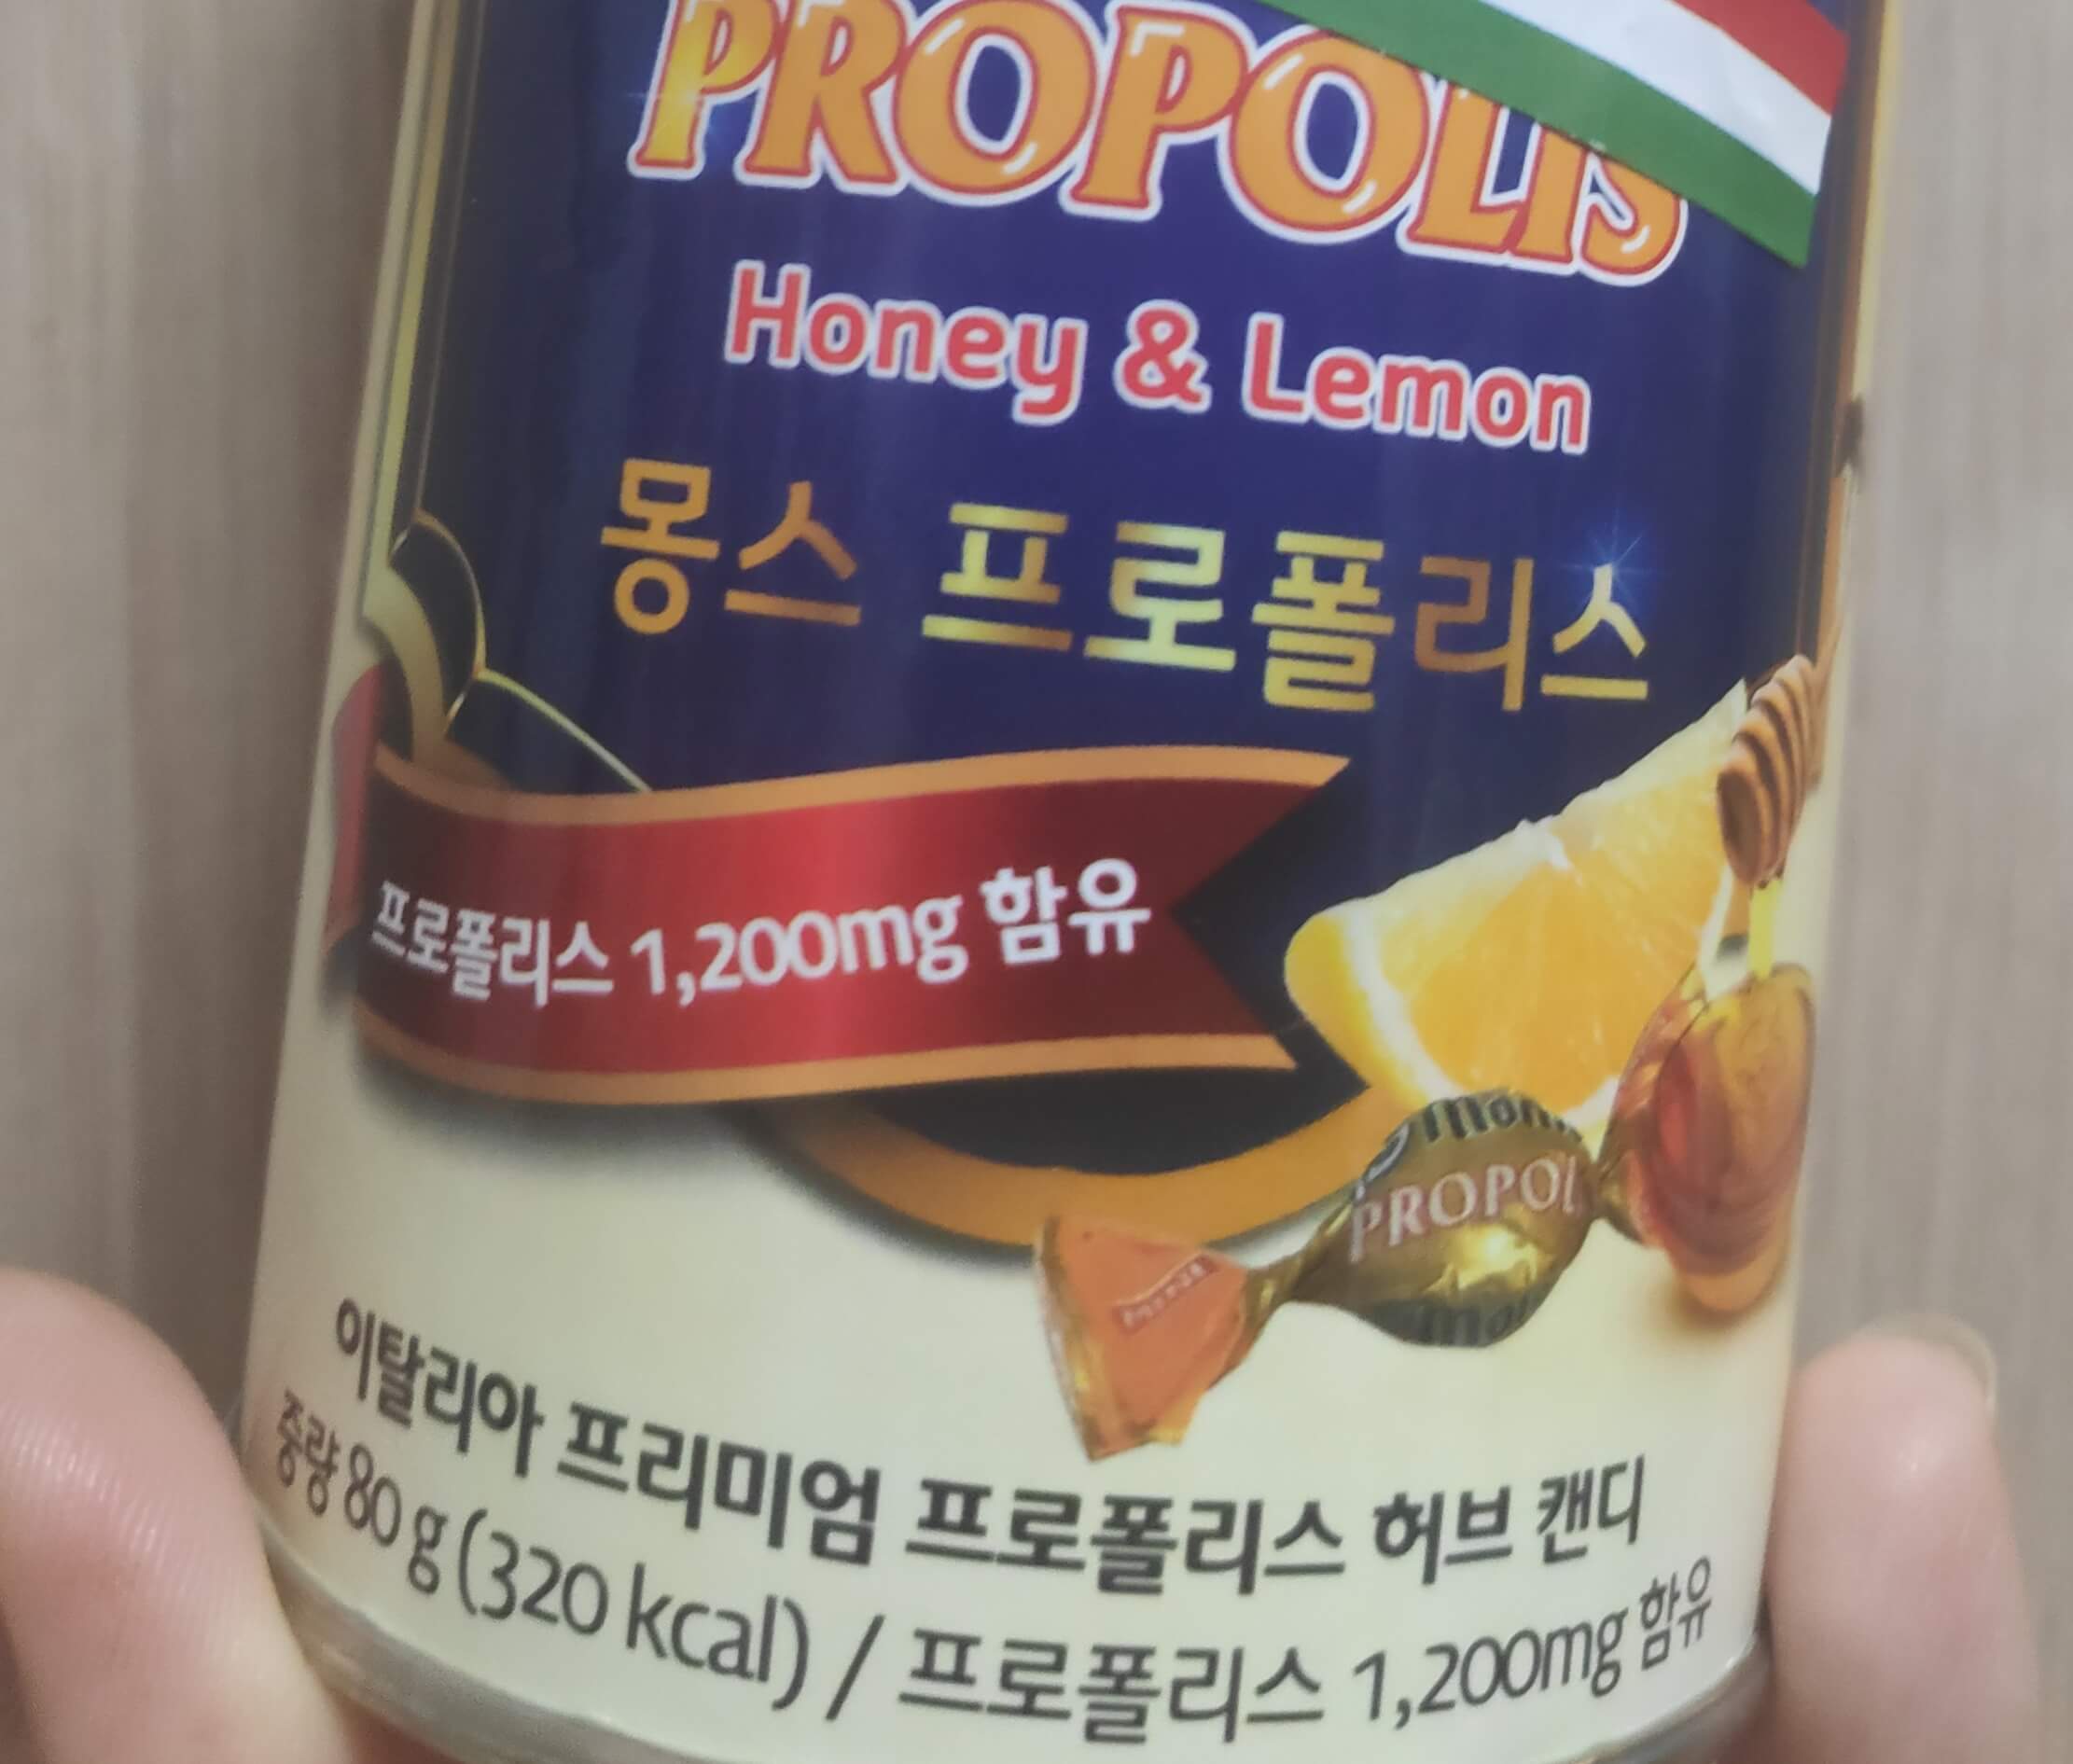 PROPOLIS
Honey & Lemon
몽스 프로폴리스
프로폴리스 1,200mg 함유
PROPOL
이탈리아 프리미엄 프로폴리스 허브 캔디
중량 80 g (320 kcal) / 프로폴리스 1,200mg 함유